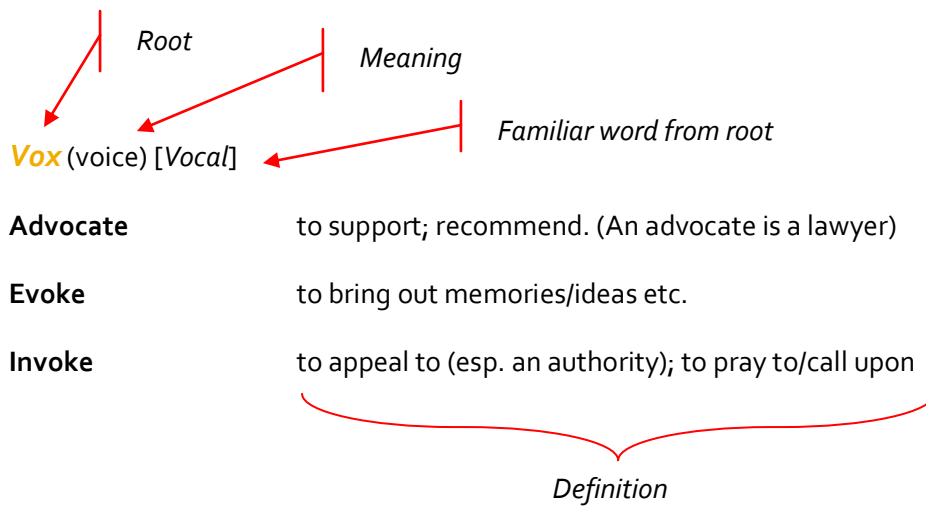 Root
Meaning
Familiar word from root
Vox (voice) [Vocal]
Advocate to support; recommend. (An advocate is a lawyer)
Evoke to bring out memories/ideas etc.
Invoke to appeal to (esp. an authority); to pray to/call upon
Definition